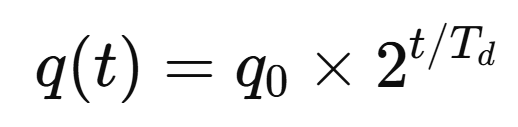 q(t) = q₀ × 2^{t/T_d}